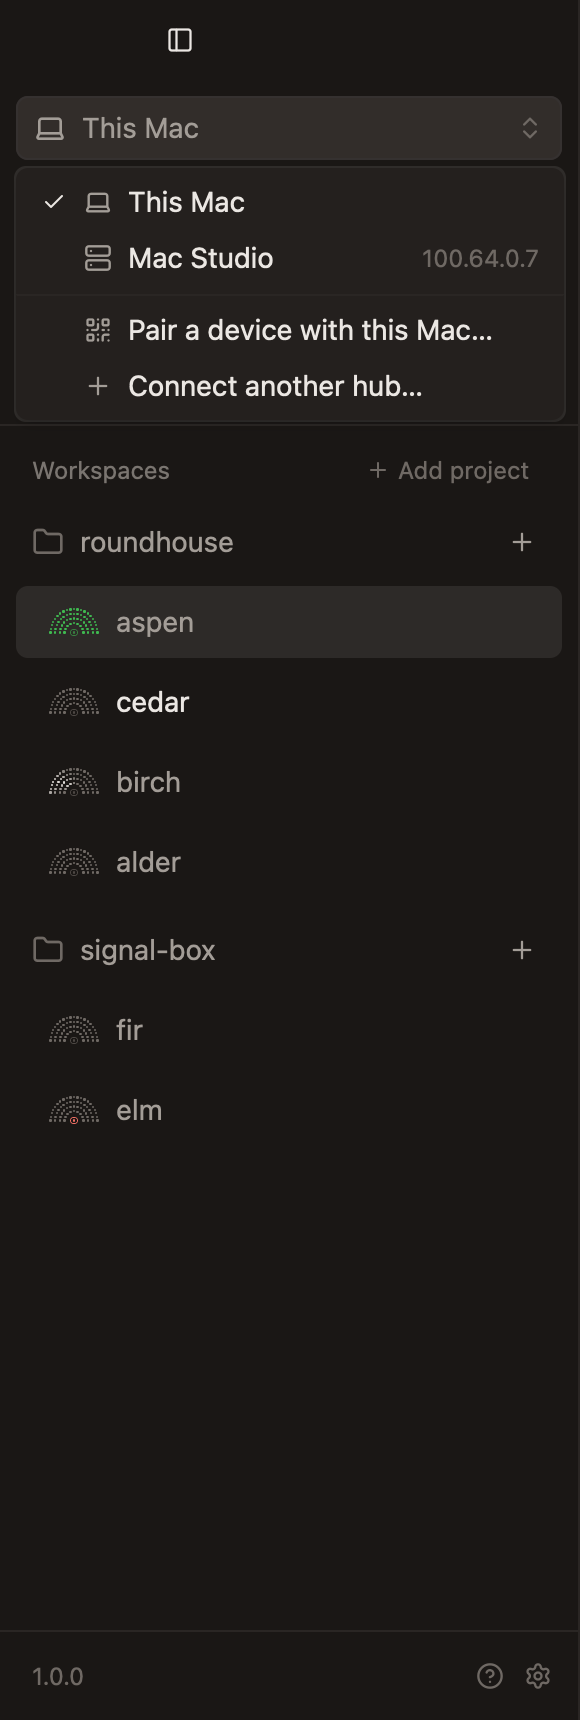 This Mac
This Mac
Mac Studio 100.64.0.7
Pair a device with this Mac...
Connect another hub...
Workspaces + Add project
roundhouse
aspen
cedar
birch
alder
signal-box
fir
elm
1.0.0